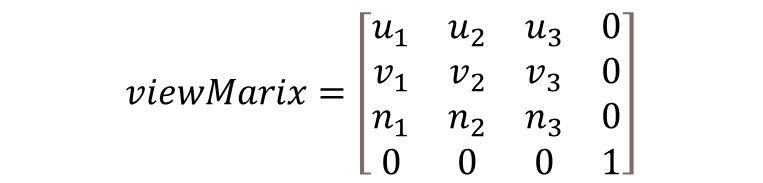 u₁ u₂ u₃ 0
viewMarix = v₁ v₂ v₃ 0
n₁ n₂ n₃ 0
0 0 0 1